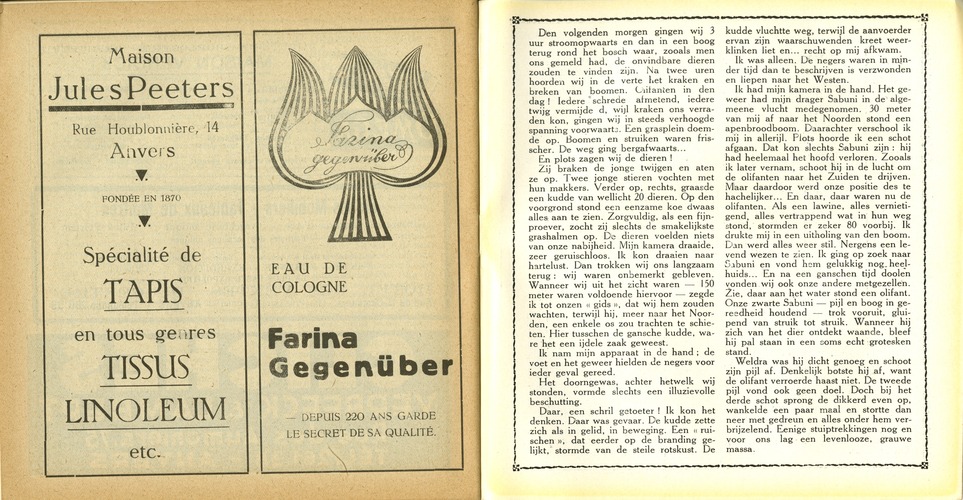 Maison
Jules Peeters
Rue Houblonnière, 14
Anvers
FONDÉE EN 1870
Spécialité de
TAPIS
en tous genres
TISSUS
LINOLEUM
etc.
Farina
gegenüber
EAU DE
COLOGNE
Farina
Gegenüber
— DEPUIS 220 ANS GARDE
LE SECRET DE SA QUALITÉ.
Den volgenden morgen gingen wij 3
uur stroomopwaarts en dan in een boog
terug rond het bosch waar, zooals men
ons gemeld had, de onvindbare dieren
zouden te vinden zijn. Na twee uren
hoorden wij in de verte het kraken en
breken van boomen. Olifanten in den
dag ! Iedere schrede afmetend, iedere
twijg vermijdend, wijl kraken ons verra-
den kon, gingen wij in steeds verhoogde
spanning voorwaarts. Een grasplein doem-
de op. Boomen en struiken waren fris-
scher. De weg ging bergafwaarts...
En plots zagen wij de dieren !
Zij braken de jonge twijgen en aten
ze op. Twee jonge stieren vochten met
hun makkers. Verder op, rechts, graasde
een kudde van wellicht 20 dieren. Op den
voorgrond stond een eenzame koe dwaas
alles aan te zien. Zorgvuldig, als een fijn-
proever, zocht zij slechts de smakelijkste
grashalmen op. De dieren voelden niets
van onze nabijheid. Mijn kamera draaide,
zeer geruischloos. Ik kon draaien naar
hartelust. Dan trokken wij ons langzaam
terug : wij waren onbemerkt gebleven.
Wanneer wij uit het zicht waren — 150
meter waren voldoende hiervoor — zegde
ik tot onzen « gids », dat wij hem zouden
wachten, terwijl hij, meer naar het Noor-
den, een enkele os zou trachten te schie-
ten. Hier tusschen de gansche kudde, wa-
re het een ijdele zaak geweest.
Ik nam mijn apparaat in de hand ; de
voet en het geweer hielden de negers voor
ieder geval gereed.
Het doorngewas, achter hetwelk wij
stonden, vormde slechts een illuzievolle
beschutting.
Daar, een schril getoeter ! Ik kon het
denken. Daar was gevaar. De kudde zette
zich als in gelid, in beweging. Een « rui-
schen », dat eerder op de branding ge-
lijkt, stormde van de steile rotskust. De
kudde vluchtte weg, terwijl de aanvoerder
ervan zijn waarschuwenden kreet weer-
klinken liet en... recht op mij afkwam.
Ik was alleen. De negers waren in min-
der tijd dan te beschrijven is verzwonden
en liepen naar het Westen.
Ik had mijn kamera in de hand. Het ge-
weer had mijn drager Sabuni in de alge-
meene vlucht medegenomen. 30 meter
van mij af naar het Noorden stond een
apenbroodboom. Daarachter verschool ik
mij in allerijl. Plots hoorde ik een schot
afgaan. Dat kon slechts Sabuni zijn : hij
had heelemaal het hoofd verloren. Zooals
ik later vernam, schoot hij in de lucht om
de olifanten naar het Zuiden te drijven.
Maar daardoor werd onze positie des te
hachelijker... En daar, daar waren nu de
olifanten. Als een lawine, alles verniet-
gend, alles vertrappend wat in hun weg
stond, stormden er zeker 80 voorbij. Ik
drukte mij in een uitholing van den boom.
Dan werd alles weer stil. Nergens een le-
vend wezen te zien. Ik ging op zoek naar
Sabuni en vond hem gelukkig nog heel-
huids... En na een ganschen tijd doolen
vonden wij ook onze andere metgezellen.
Zie, daar aan het water stond een olifant.
Onze zwarte Sabuni — pijl en boog in ge-
reedheid houdend — trok vooruit, glui-
pend van struik tot struik. Wanneer hij
zich van het dier ontdekt waande, bleef
hij pal staan in een soms echt grotesken
stand.
Weldra was hij dicht genoeg en schoot
zijn pijl af. Denkelijk botste hij af, want
de olifant verroerde haast niet. De tweede
pijl vond ook geen doel. Doch bij het
derde schot sprong de dikkerd even op,
wankelde een paar maal en stortte dan
neer met gedreun en alles onder hem ver-
brijzelend. Eenige stuiptrekkingen nog en
voor ons lag een levenlooze, grauwe
massa.